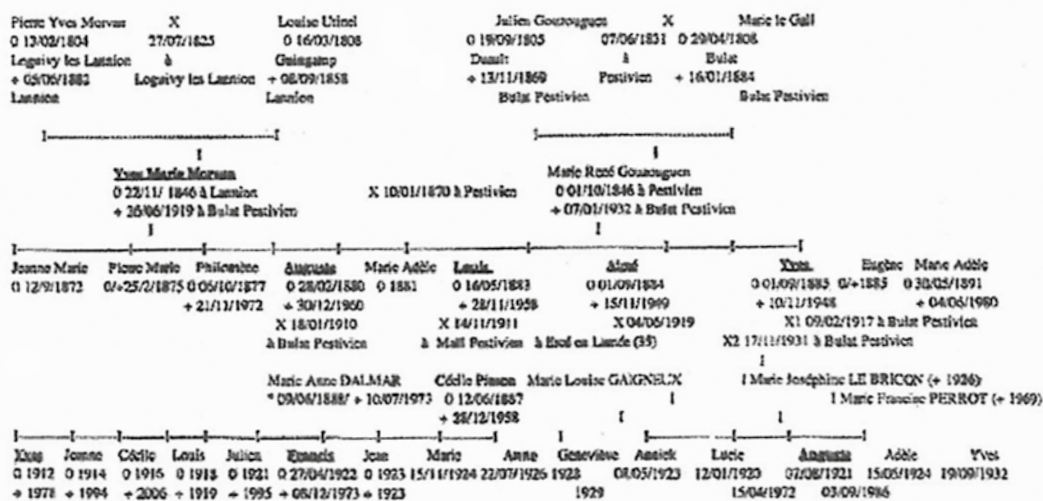 Pierre Yves Morvan X Louise Urinel Julien Gouzouguen X Marie le Gall
0 13/02/1804 27/07/1825 0 16/03/1808 0 19/09/1805 07/06/1831 0 29/04/1808
Loguivy les Lannion à Guingamp Duault à Bulat
+ 05/06/1882 Loguivy les Lannion + 08/09/1858 + 13/11/1869 Pestivien + 16/01/1884
Lannion Lannion Bulat Pestivien Bulat Pestivien
Yves Marie Morvan Marie René Gouzouguen
0 22/11/ 1846 à Lannion X 10/01/1870 à Pestivien 0 01/10/1846 à Pestivien
+ 26/06/1919 à Bulat Pestivien + 07/01/1932 à Bulat Pestivien
Jeanne Marie Pierre Marie Philomène Auguste Marie Adèle Louis Aimé Yves Eugène Marie Adèle
0 12/9/1872 0/+25/2/1875 0 05/10/1877 0 28/02/1880 0 1881 0 16/05/1883 0 01/09/1884 0 01/09/1885 0/+1885 0 30/05/1891
+ 21/11/1972 + 30/12/1960 + 28/11/1958 + 15/11/1949 + 10/11/1948 + 04/06/1980
X 18/01/1910 X 14/11/1911 X 04/06/1919 X1 09/02/1917 à Bulat Pestivien
à Bulat Pestivien à Maël Pestivien à Ercé en Lamée (35) X2 17/11/1931 à Bulat Pestivien
Marie Anne DALMAR Cécile Pinson Marie Louise GAIGNEUX Marie Joséphine LE BRICON (+ 1926)
* 09/06/1888/ + 10/07/1973 0 12/06/1887 Marie Francine PERROT (+ 1969)
+ 28/12/1958
Yves Jeanne Cécile Louis Julien Francis Jean Marie Anne Geneviève Annick Lucie Auguste Adèle Yves
0 1912 0 1914 0 1916 0 1918 0 1921 0 27/04/1922 0 1923 15/11/1924 22/07/1926 1928 08/05/1923 12/01/1920 07/08/1921 15/05/1924 19/09/1932
+ 1978 + 1994 + 2006 + 1919 + 1995 + 08/12/1973 + 1923 1929 15/04/1972 03/09/1986